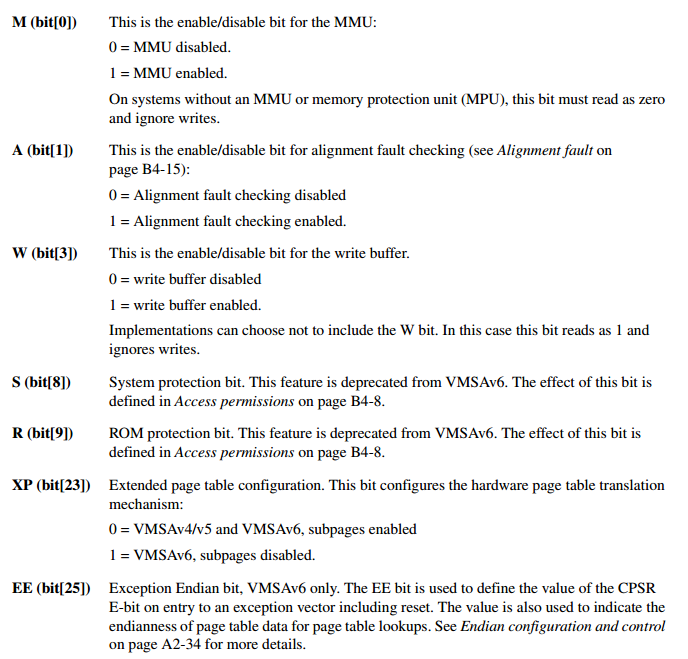 M (bit[0]) This is the enable/disable bit for the MMU:
0 = MMU disabled.
1 = MMU enabled.
On systems without an MMU or memory protection unit (MPU), this bit must read as zero
and ignore writes.
A (bit[1]) This is the enable/disable bit for alignment fault checking (see Alignment fault on
page B4-15):
0 = Alignment fault checking disabled
1 = Alignment fault checking enabled.
W (bit[3]) This is the enable/disable bit for the write buffer.
0 = write buffer disabled
1 = write buffer enabled.
Implementations can choose not to include the W bit. In this case this bit reads as 1 and
ignores writes.
S (bit[8]) System protection bit. This feature is deprecated from VMSAv6. The effect of this bit is
defined in Access permissions on page B4-8.
R (bit[9]) ROM protection bit. This feature is deprecated from VMSAv6. The effect of this bit is
defined in Access permissions on page B4-8.
XP (bit[23]) Extended page table configuration. This bit configures the hardware page table translation
mechanism:
0 = VMSAv4/v5 and VMSAv6, subpages enabled
1 = VMSAv6, subpages disabled.
EE (bit[25]) Exception Endian bit, VMSAv6 only. The EE bit is used to define the value of the CPSR
E-bit on entry to an exception vector including reset. The value is also used to indicate the
endianness of page table data for page table lookups. See Endian configuration and control
on page A2-34 for more details.